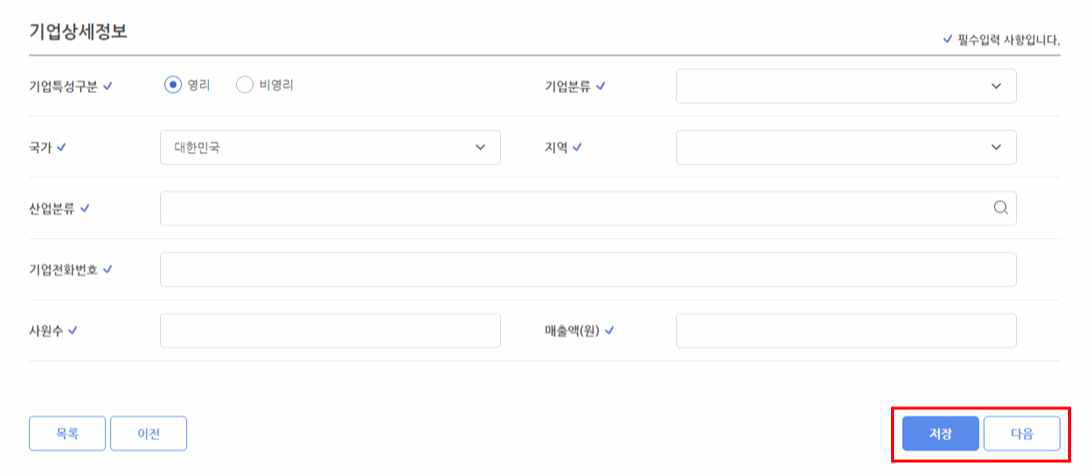 기업상세정보
필수입력 사항입니다.
기업특성구분 영리 비영리 기업분류
국가 대한민국 지역
산업분류
기업전화번호
사원수 매출액(원)
목록 이전 저장 다음